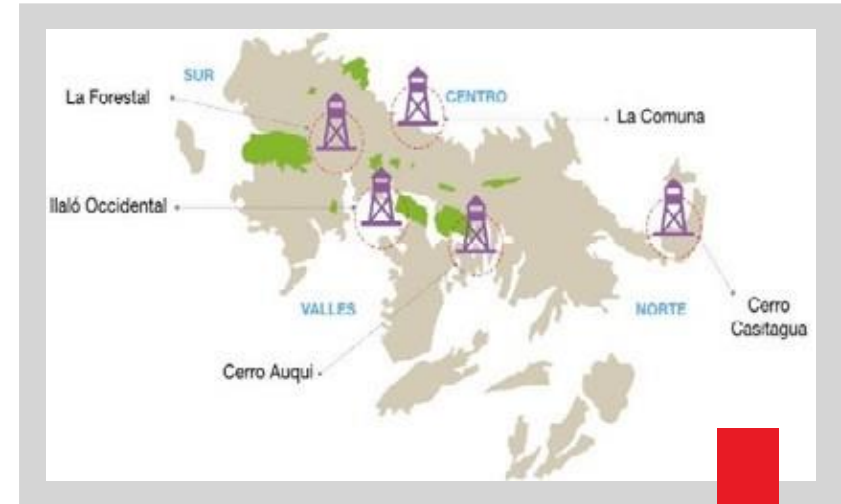 SUR
La Forestal
CENTRO
La Comuna
Ilaló Occidental
VALLES
NORTE
Cerro
Casitagua
Cerro Auqui